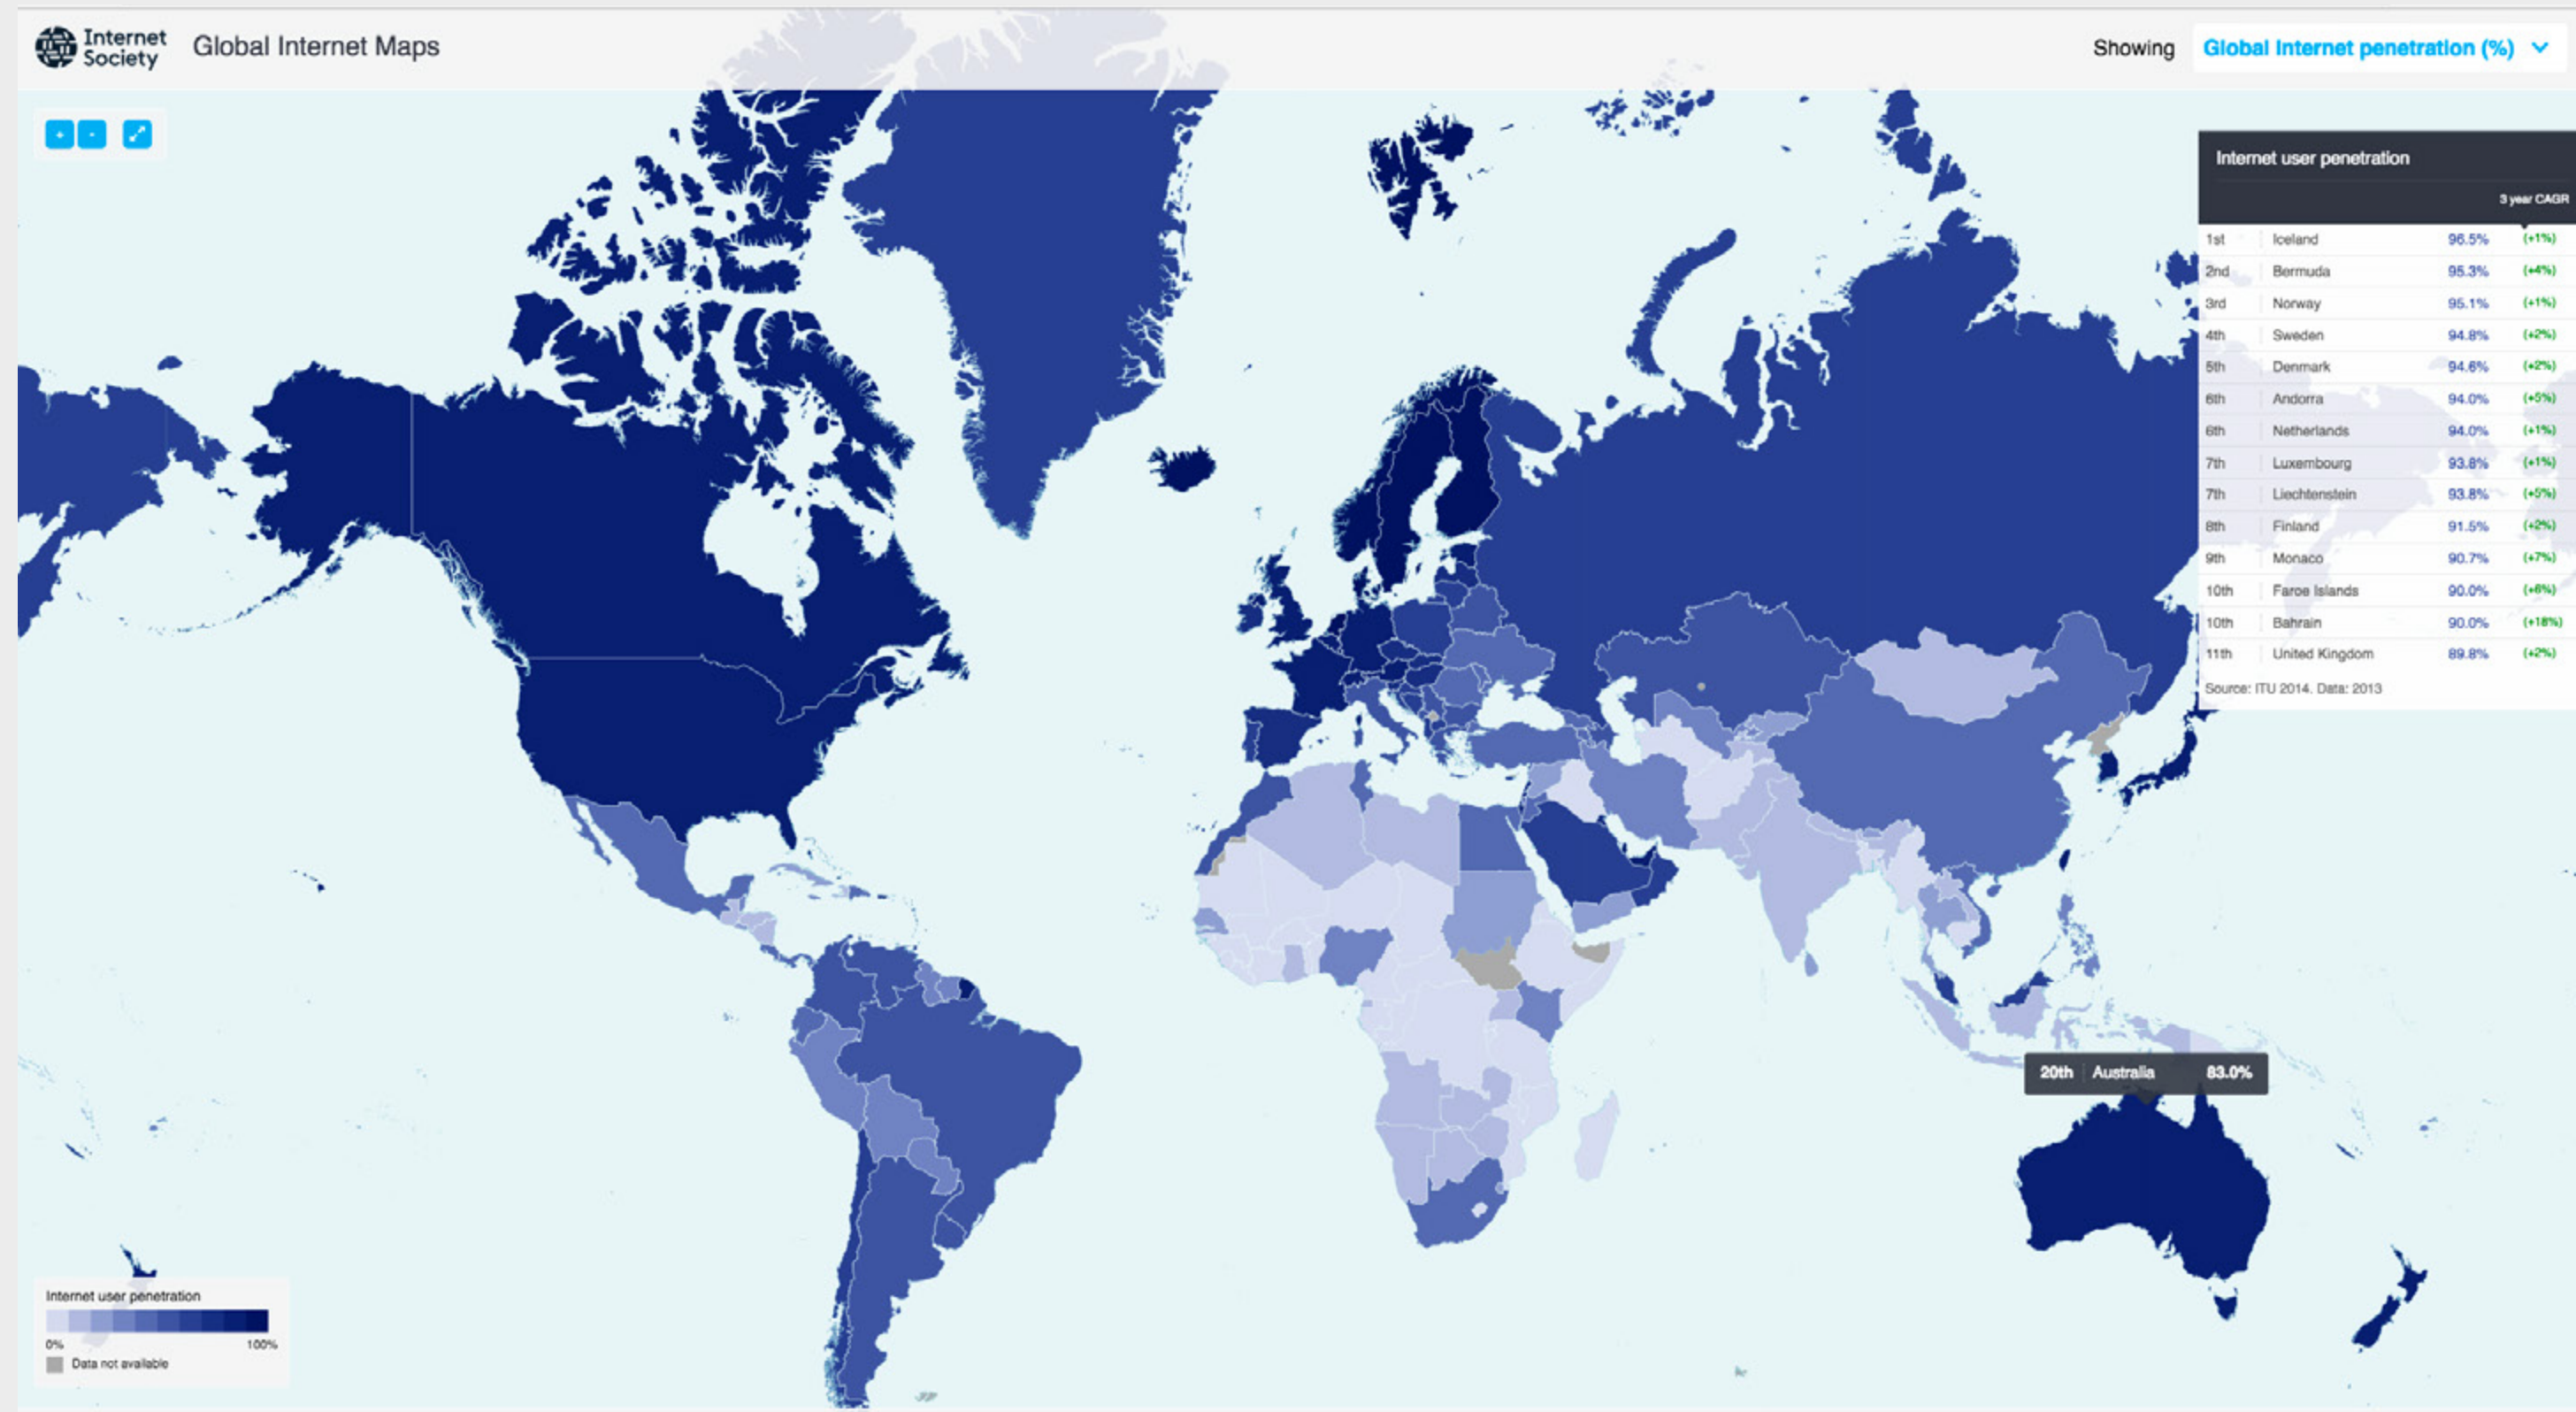 Internet
Society
Global Internet Maps
Showing Global Internet penetration (%)
+ -
Internet user penetration
3 year CAGR
1st Iceland 96.5% (+1%)
2nd Bermuda 95.3% (+4%)
3rd Norway 95.1% (+1%)
4th Sweden 94.8% (+2%)
5th Denmark 94.6% (+2%)
6th Andorra 94.0% (+5%)
6th Netherlands 94.0% (+1%)
7th Luxembourg 93.8% (+1%)
7th Liechtenstein 93.8% (+5%)
8th Finland 91.5% (+2%)
9th Monaco 90.7% (+7%)
10th Faroe Islands 90.0% (+6%)
10th Bahrain 90.0% (+18%)
11th United Kingdom 89.8% (+2%)
Source: ITU 2014. Data: 2013
20th Australia 83.0%
Internet user penetration
0% 100%
Data not available